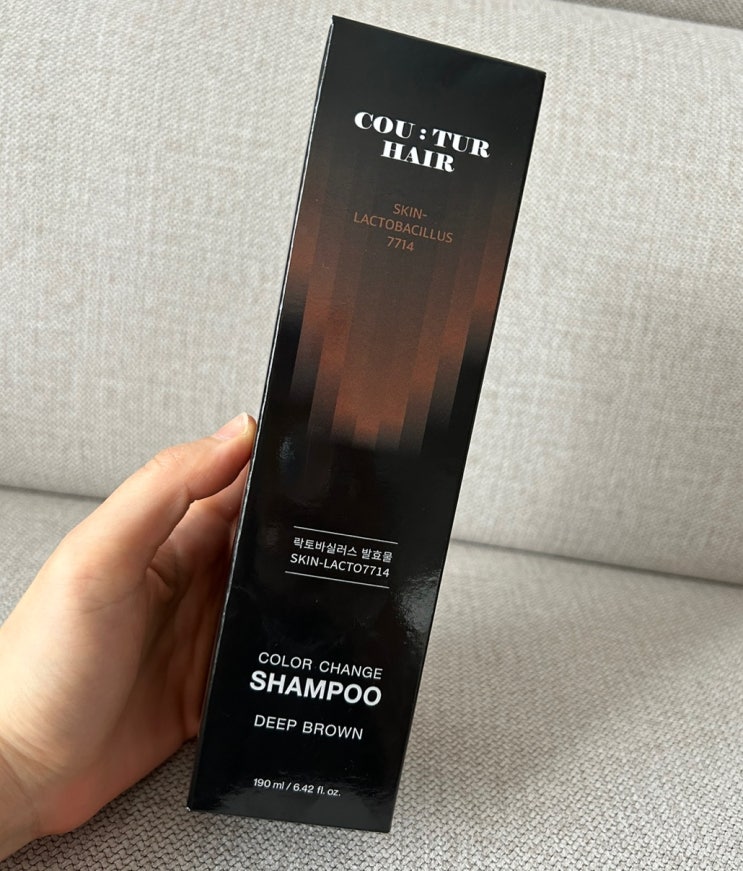 COU : TUR
HAIR
SKIN-
LACTOBACILLUS
7714
락토바실러스 발효물
SKIN-LACTO7714
COLOR CHANGE
SHAMPOO
DEEP BROWN
190 ml / 6.42 fl. oz.